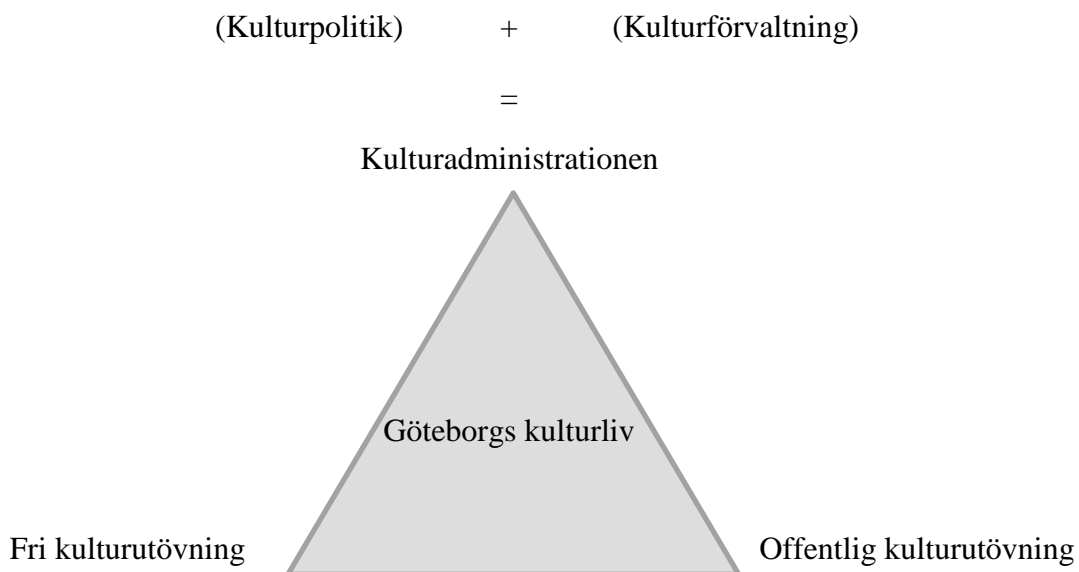 (Kulturpolitik) + (Kulturförvaltning)
=
Kulturadministrationen
Göteborgs kulturliv
Fri kulturutövning Offentlig kulturutövning